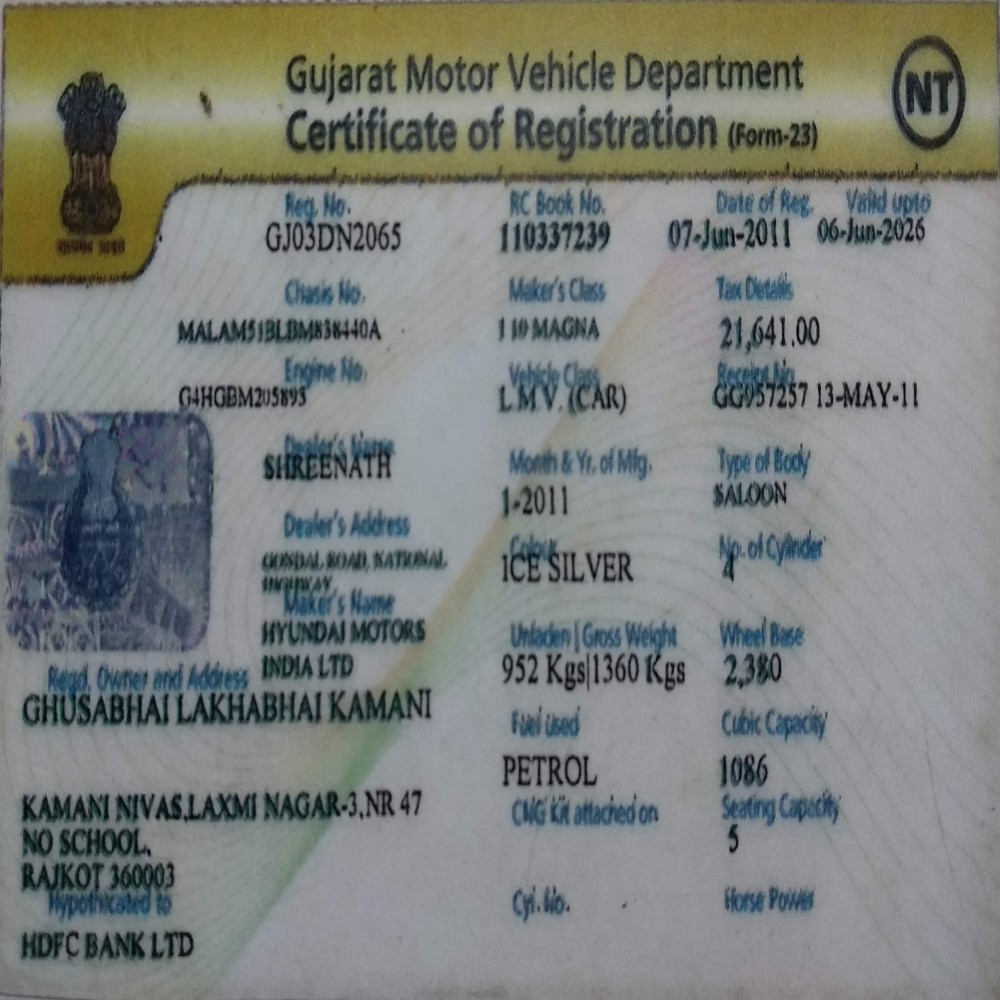 Gujarat Motor Vehicle Department
Certificate of Registration (Form-23)
NT
सत्यमेव जयते
Reg. No. RC Book No. Date of Reg. Valid upto
GJ03DN2065 110337239 07-Jun-2011 06-Jun-2026
Chasis No. Maker's Class Tax Details
MALAM51BLBM838440A I 10 MAGNA 21,641.00
Engine No. Vehicle Class Receipt No.
G4HGBM205893 L.M.V. (CAR) GG957257 13-MAY-11
Dealer's Name Month & Yr. of Mfg. Type of Body
SHREENATH 1-2011 SALOON
Dealer's Address Colour No. of Cylinder
GONDAL ROAD, NATIONAL HIGHWAY, ICE SILVER 4
Maker's Name Unladen | Gross Weight Wheel Base
HYUNDAI MOTORS
INDIA LTD 952 Kgs|1360 Kgs 2,380
Regd. Owner and Address
GHUSABHAI LAKHABHAI KAMANI
Fuel used Cubic Capacity
PETROL 1086
KAMANI NIVAS,LAXMI NAGAR-3,NR 47
NO SCHOOL,
RAJKOT 360003
CNG Kit attached on Seating Capacity
5
Hypothicated to Cyl. No. Horse Power
HDFC BANK LTD